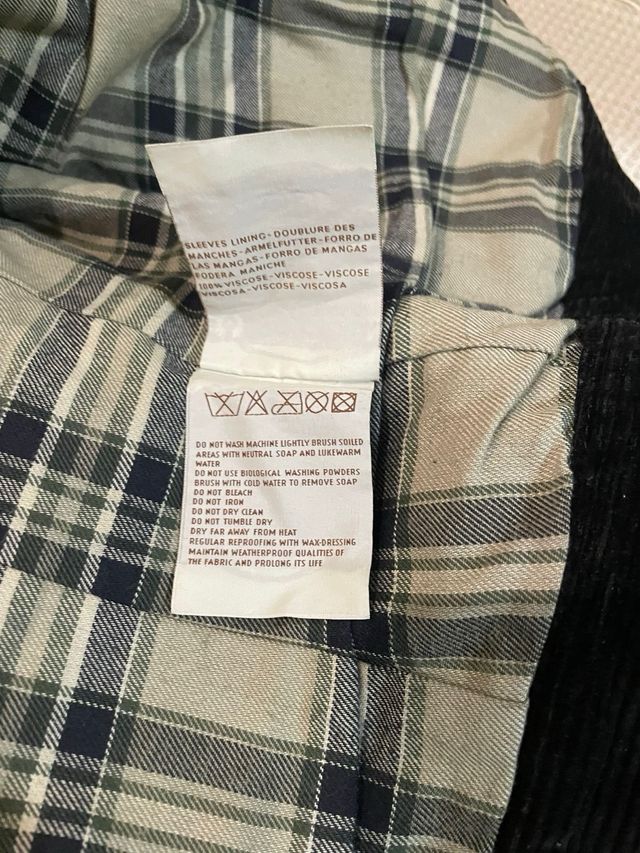 SLEEVES LINING-DOUBLURE DES
MANCHES-ARMELFUTTER-FORRO DE
LAS MANGAS-FORRO DE MANGAS
FODERA MANICHE
100% VISCOSE-VISCOSE-VISCOSE
VISCOSA-VISCOSE-VISCOSA
DO NOT WASH MACHINE LIGHTLY BRUSH SOILED
AREAS WITH NEUTRAL SOAP AND LUKEWARM
WATER
DO NOT USE BIOLOGICAL WASHING POWDERS
BRUSH WITH COLD WATER TO REMOVE SOAP
DO NOT BLEACH
DO NOT IRON
DO NOT DRY CLEAN
DO NOT TUMBLE DRY
DRY FAR AWAY FROM HEAT
REGULAR REPROOFING WITH WAX-DRESSING
MAINTAIN WEATHERPROOF QUALITIES OF
THE FABRIC AND PROLONG ITS LIFE